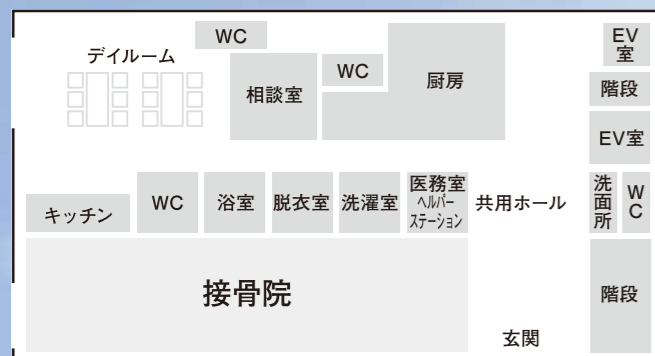 WC
EV
室
デイルーム
WC
相談室
厨房
階段
EV室
キッチン
WC
浴室
脱衣室
洗濯室
医務室
ヘルパー
ステーション
共用ホール
洗面所
WC
接骨院
階段
玄関